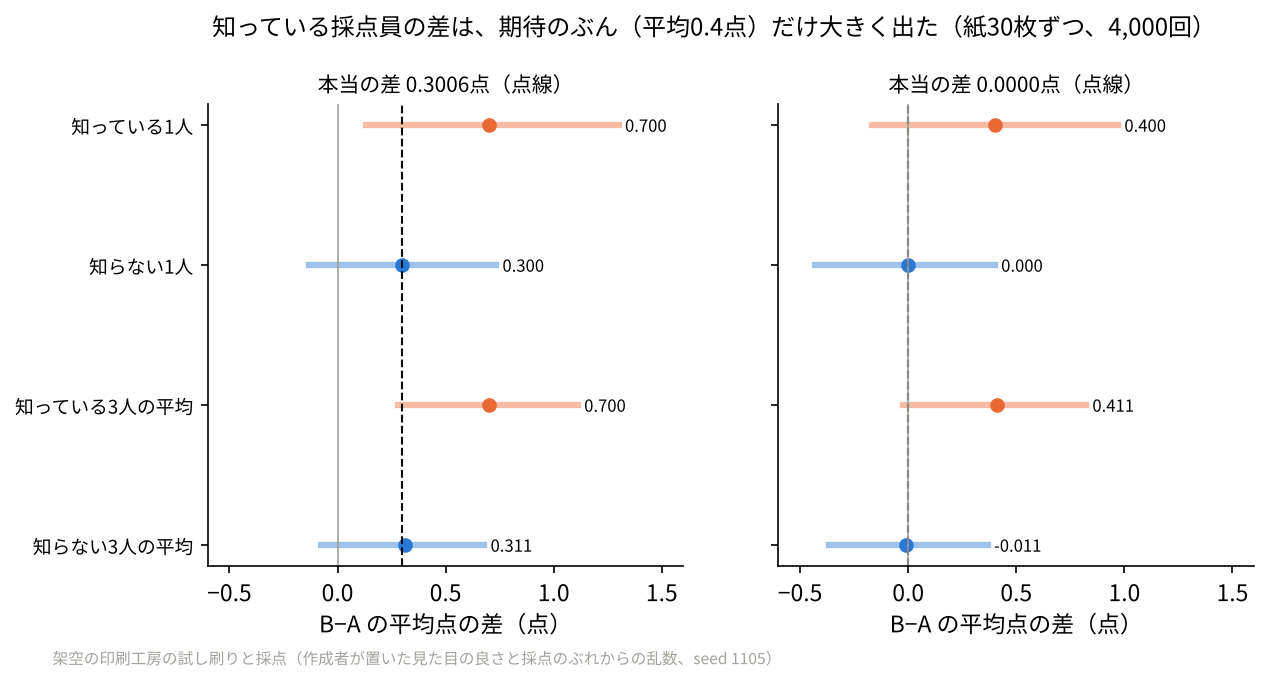 知っている採点員の差は、期待のぶん（平均0.4点）だけ大きく出た（紙30枚ずつ、4,000回）
本当の差 0.3006点（点線）
本当の差 0.0000点（点線）
知っている1人
0.700
0.400
知らない1人
0.300
0.000
知っている3人の平均
0.700
0.411
知らない3人の平均
0.311
-0.011
−0.5 0.0 0.5 1.0 1.5
−0.5 0.0 0.5 1.0 1.5
B−A の平均点の差（点）
B−A の平均点の差（点）
架空の印刷工房の試し刷りと採点（作成者が置いた見た目の良さと採点のぶれからの乱数、seed 1105）